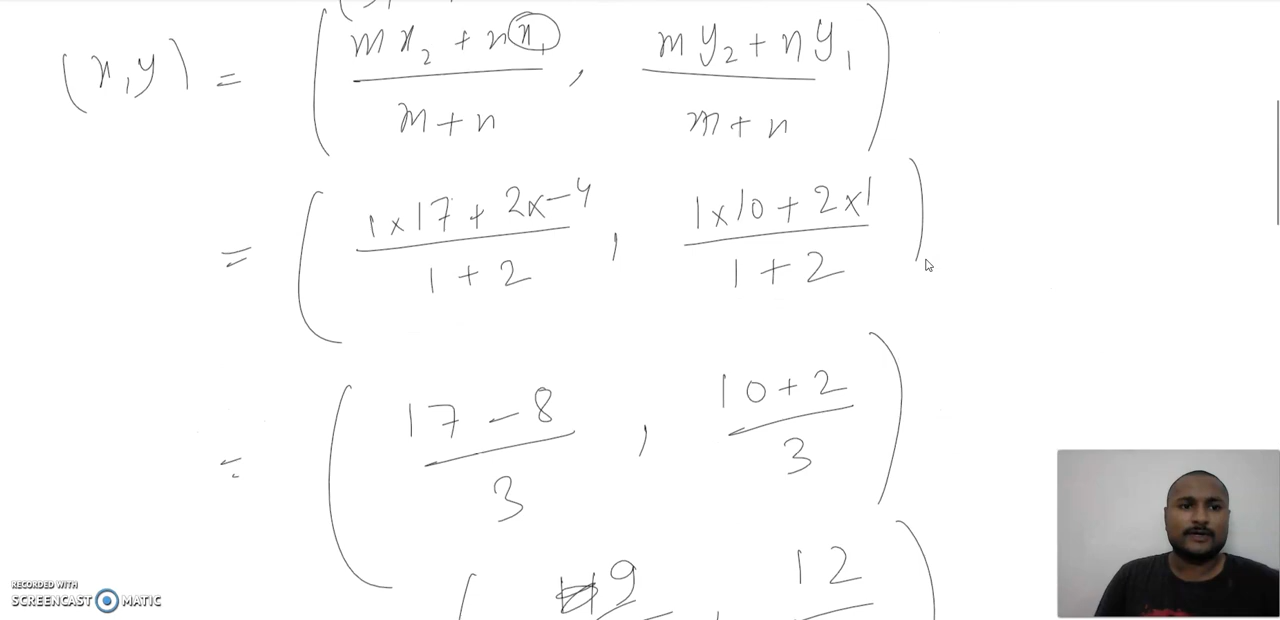 (x, y) = ( (mx₂ + nx₁)/(m + n) , (my₂ + ny₁)/(m + n) )
= ( (1 × 17 + 2 × -4)/(1 + 2) , (1 × 10 + 2 × 1)/(1 + 2) )
= ( (17 - 8)/3 , (10 + 2)/3 )
( 9 , 12 )
RECORDED WITH
SCREENCAST MATIC